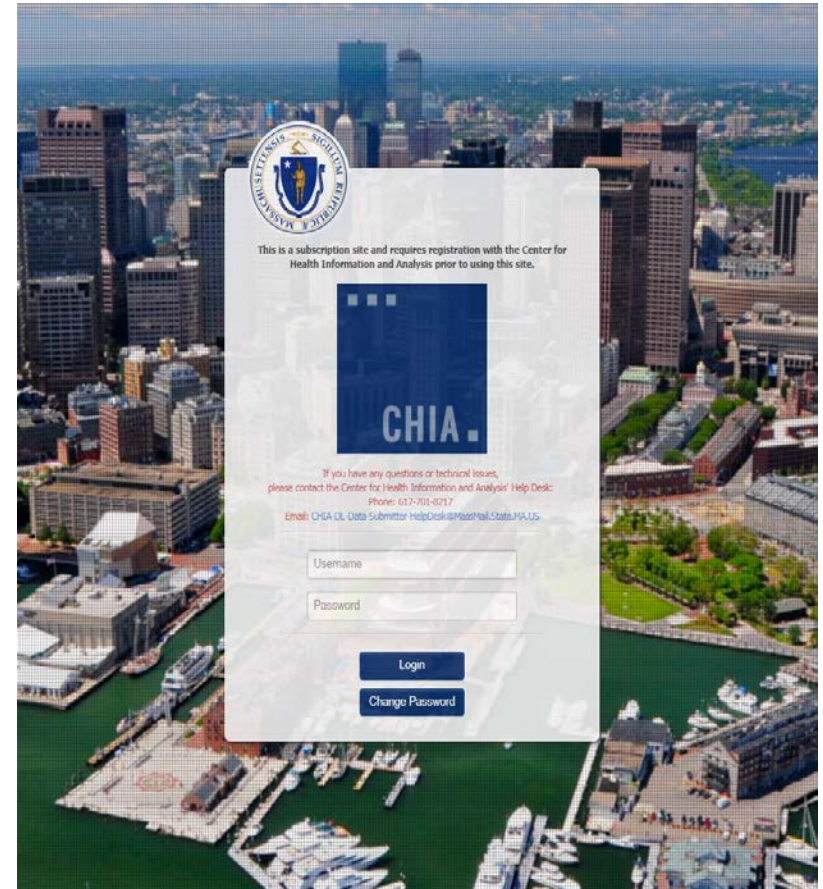 SIGILLUM REIPUBLICÆ MASSACHUSETTENSIS
This is a subscription site and requires registration with the Center for
Health Information and Analysis prior to using this site.
CHIA.
If you have any questions or technical issues,
please contact the Center for Health Information and Analysis' Help Desk:
Phone: 617-701-8217
Email: CHIA-DL-Data-Submitter-HelpDesk@MassMail.State.MA.US
Username
Password
Login
Change Password